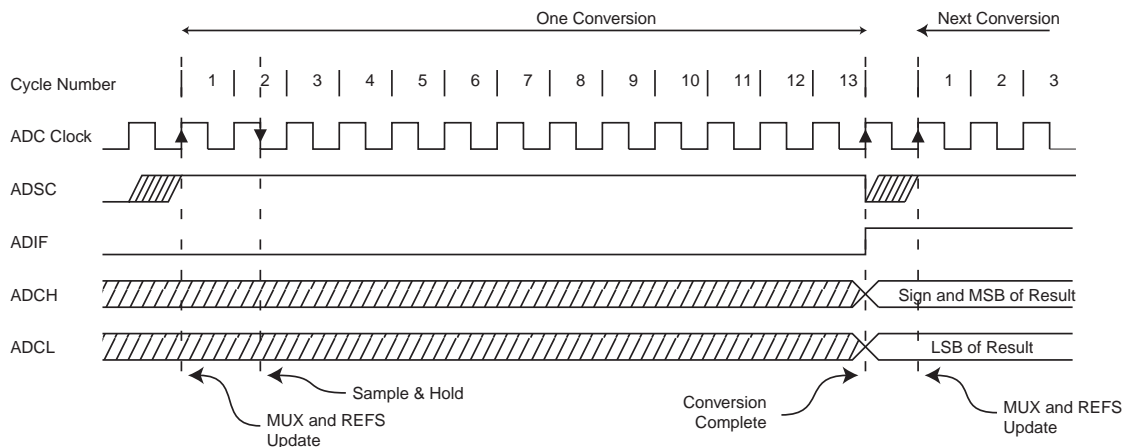 One Conversion
Next Conversion
Cycle Number
1 2 3 4 5 6 7 8 9 10 11 12 13 1 2 3
ADC Clock
ADSC
ADIF
ADCH
Sign and MSB of Result
ADCL
LSB of Result
Sample & Hold
MUX and REFS
Update
Conversion
Complete
MUX and REFS
Update